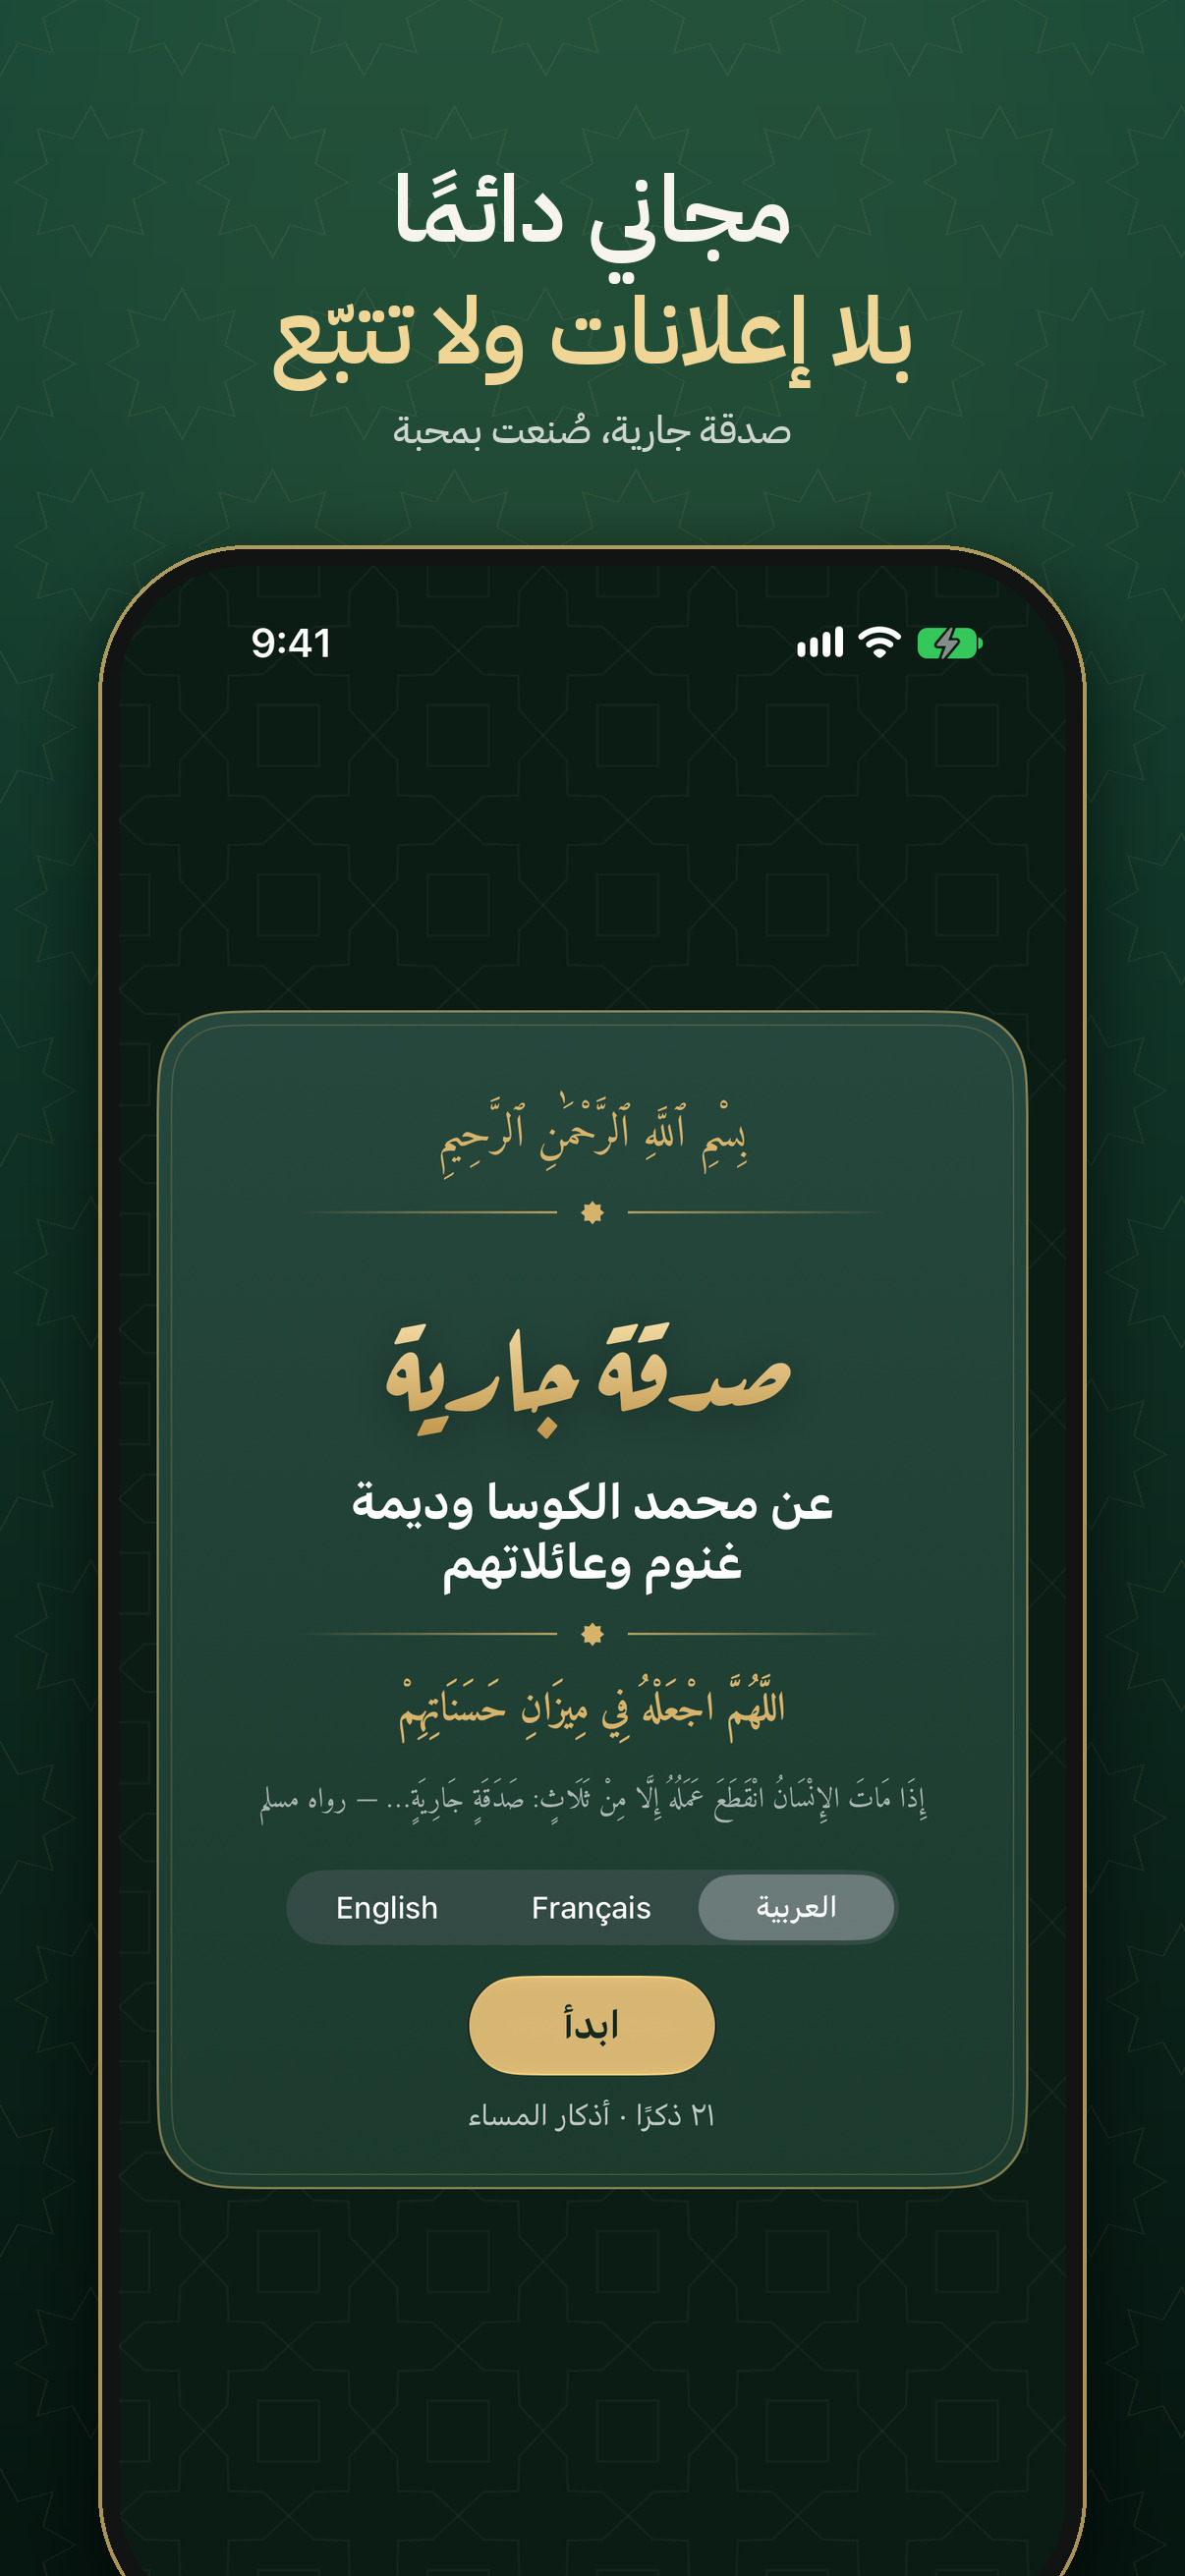 مجاني دائمًا
بلا إعلانات ولا تتبّع
صدقة جارية، صُنعت بمحبة
9:41
بِسْمِ ٱللَّهِ ٱلرَّحْمَٰنِ ٱلرَّحِيمِ
صدقة جارية
عن محمد الكوسا وديمة
غنوم وعائلاتهم
اللَّهُمَّ اجْعَلْهُ فِي مِيزَانِ حَسَنَاتِهِمْ
إِذَا مَاتَ الإِنْسَانُ انْقَطَعَ عَمَلُهُ إِلَّا مِنْ ثَلَاثٍ: صَدَقَةٍ جَارِيَةٍ... — رواه مسلم
العربية Français English
ابدأ
٢١ ذكرًا · أذكار المساء